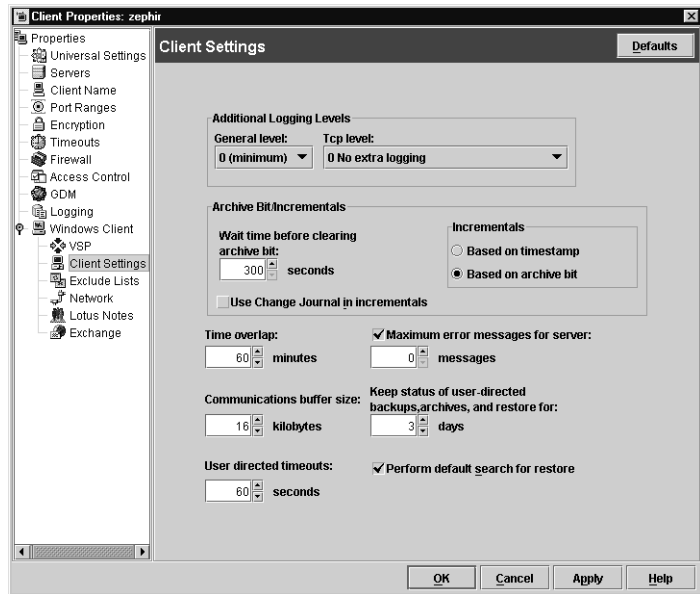 Client Properties: zephir
Properties
Universal Settings
Servers
Client Name
Port Ranges
Encryption
Timeouts
Firewall
Access Control
GDM
Logging
Windows Client
VSP
Client Settings
Exclude Lists
Network
Lotus Notes
Exchange
Client Settings
Defaults
Additional Logging Levels
General level: Tcp level:
0 (minimum) 0 No extra logging
Archive Bit/Incrementals
Wait time before clearing
archive bit:
300 seconds
Incrementals
Based on timestamp
Based on archive bit
Use Change Journal in incrementals
Time overlap:
60 minutes
Maximum error messages for server:
0 messages
Communications buffer size:
16 kilobytes
Keep status of user-directed
backups,archives, and restore for:
3 days
User directed timeouts:
60 seconds
Perform default search for restore
OK Cancel Apply Help